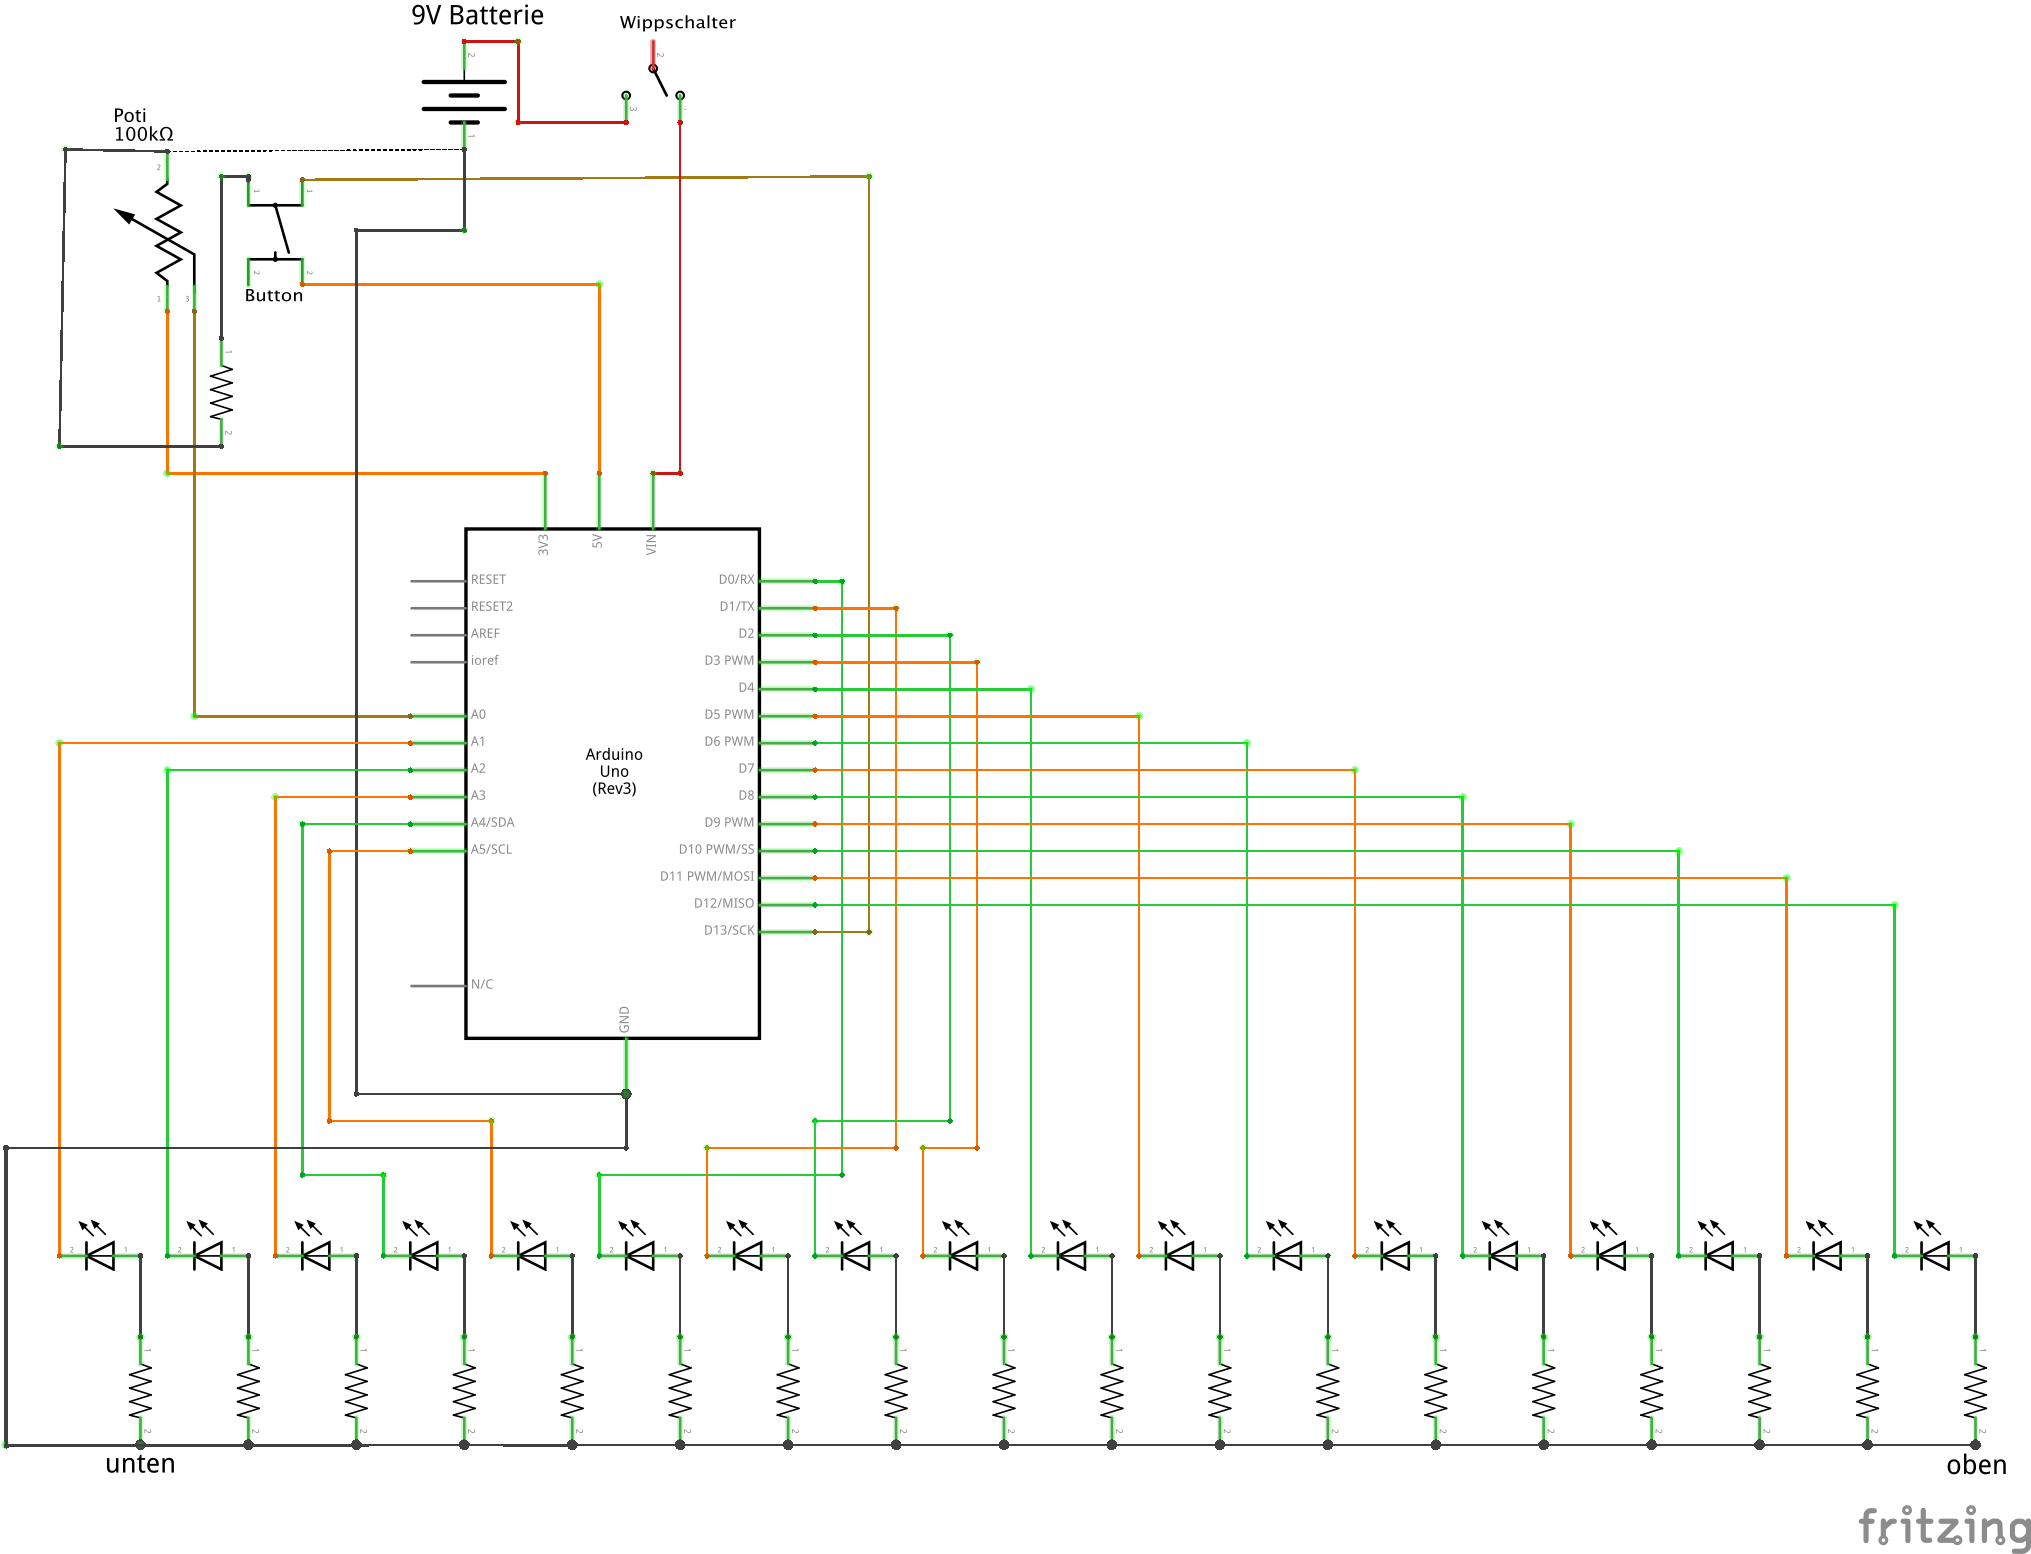 9V Batterie
Wippschalter
Poti
100kΩ
Button
3V3
5V
VIN
RESET
RESET2
AREF
ioref
A0
A1
A2
A3
A4/SDA
A5/SCL
N/C
Arduino
Uno
(Rev3)
D0/RX
D1/TX
D2
D3 PWM
D4
D5 PWM
D6 PWM
D7
D8
D9 PWM
D10 PWM/SS
D11 PWM/MOSI
D12/MISO
D13/SCK
GND
unten
oben
fritzing